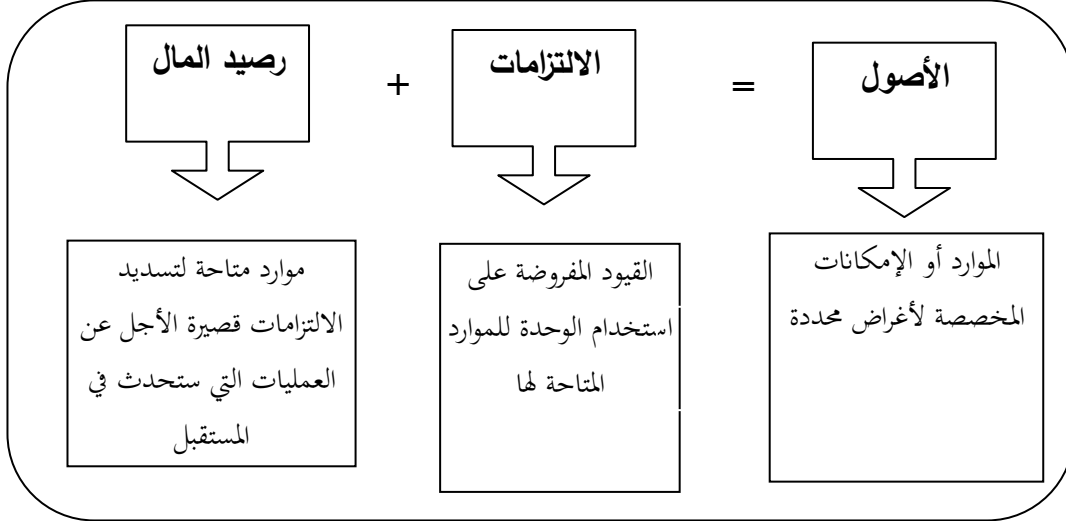 الأصول
=
الالتزامات
+
رصيد المال
الموارد أو الإمكانات
المخصصة لأغراض محددة
القيود المفروضة على
استخدام الوحدة للموارد
المتاحة لها
موارد متاحة لتسديد
الالتزامات قصيرة الأجل عن
العمليات التي ستحدث في
المستقبل